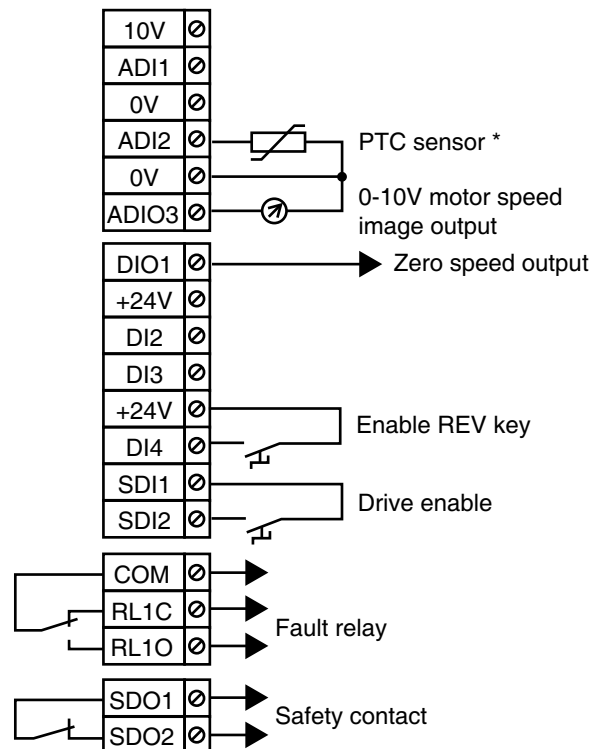 10V
ADI1
0V
ADI2
PTC sensor *
0V
0-10V motor speed
image output
ADIO3
DIO1
Zero speed output
+24V
DI2
DI3
+24V
Enable REV key
DI4
SDI1
Drive enable
SDI2
COM
RL1C
Fault relay
RL1O
SDO1
Safety contact
SDO2